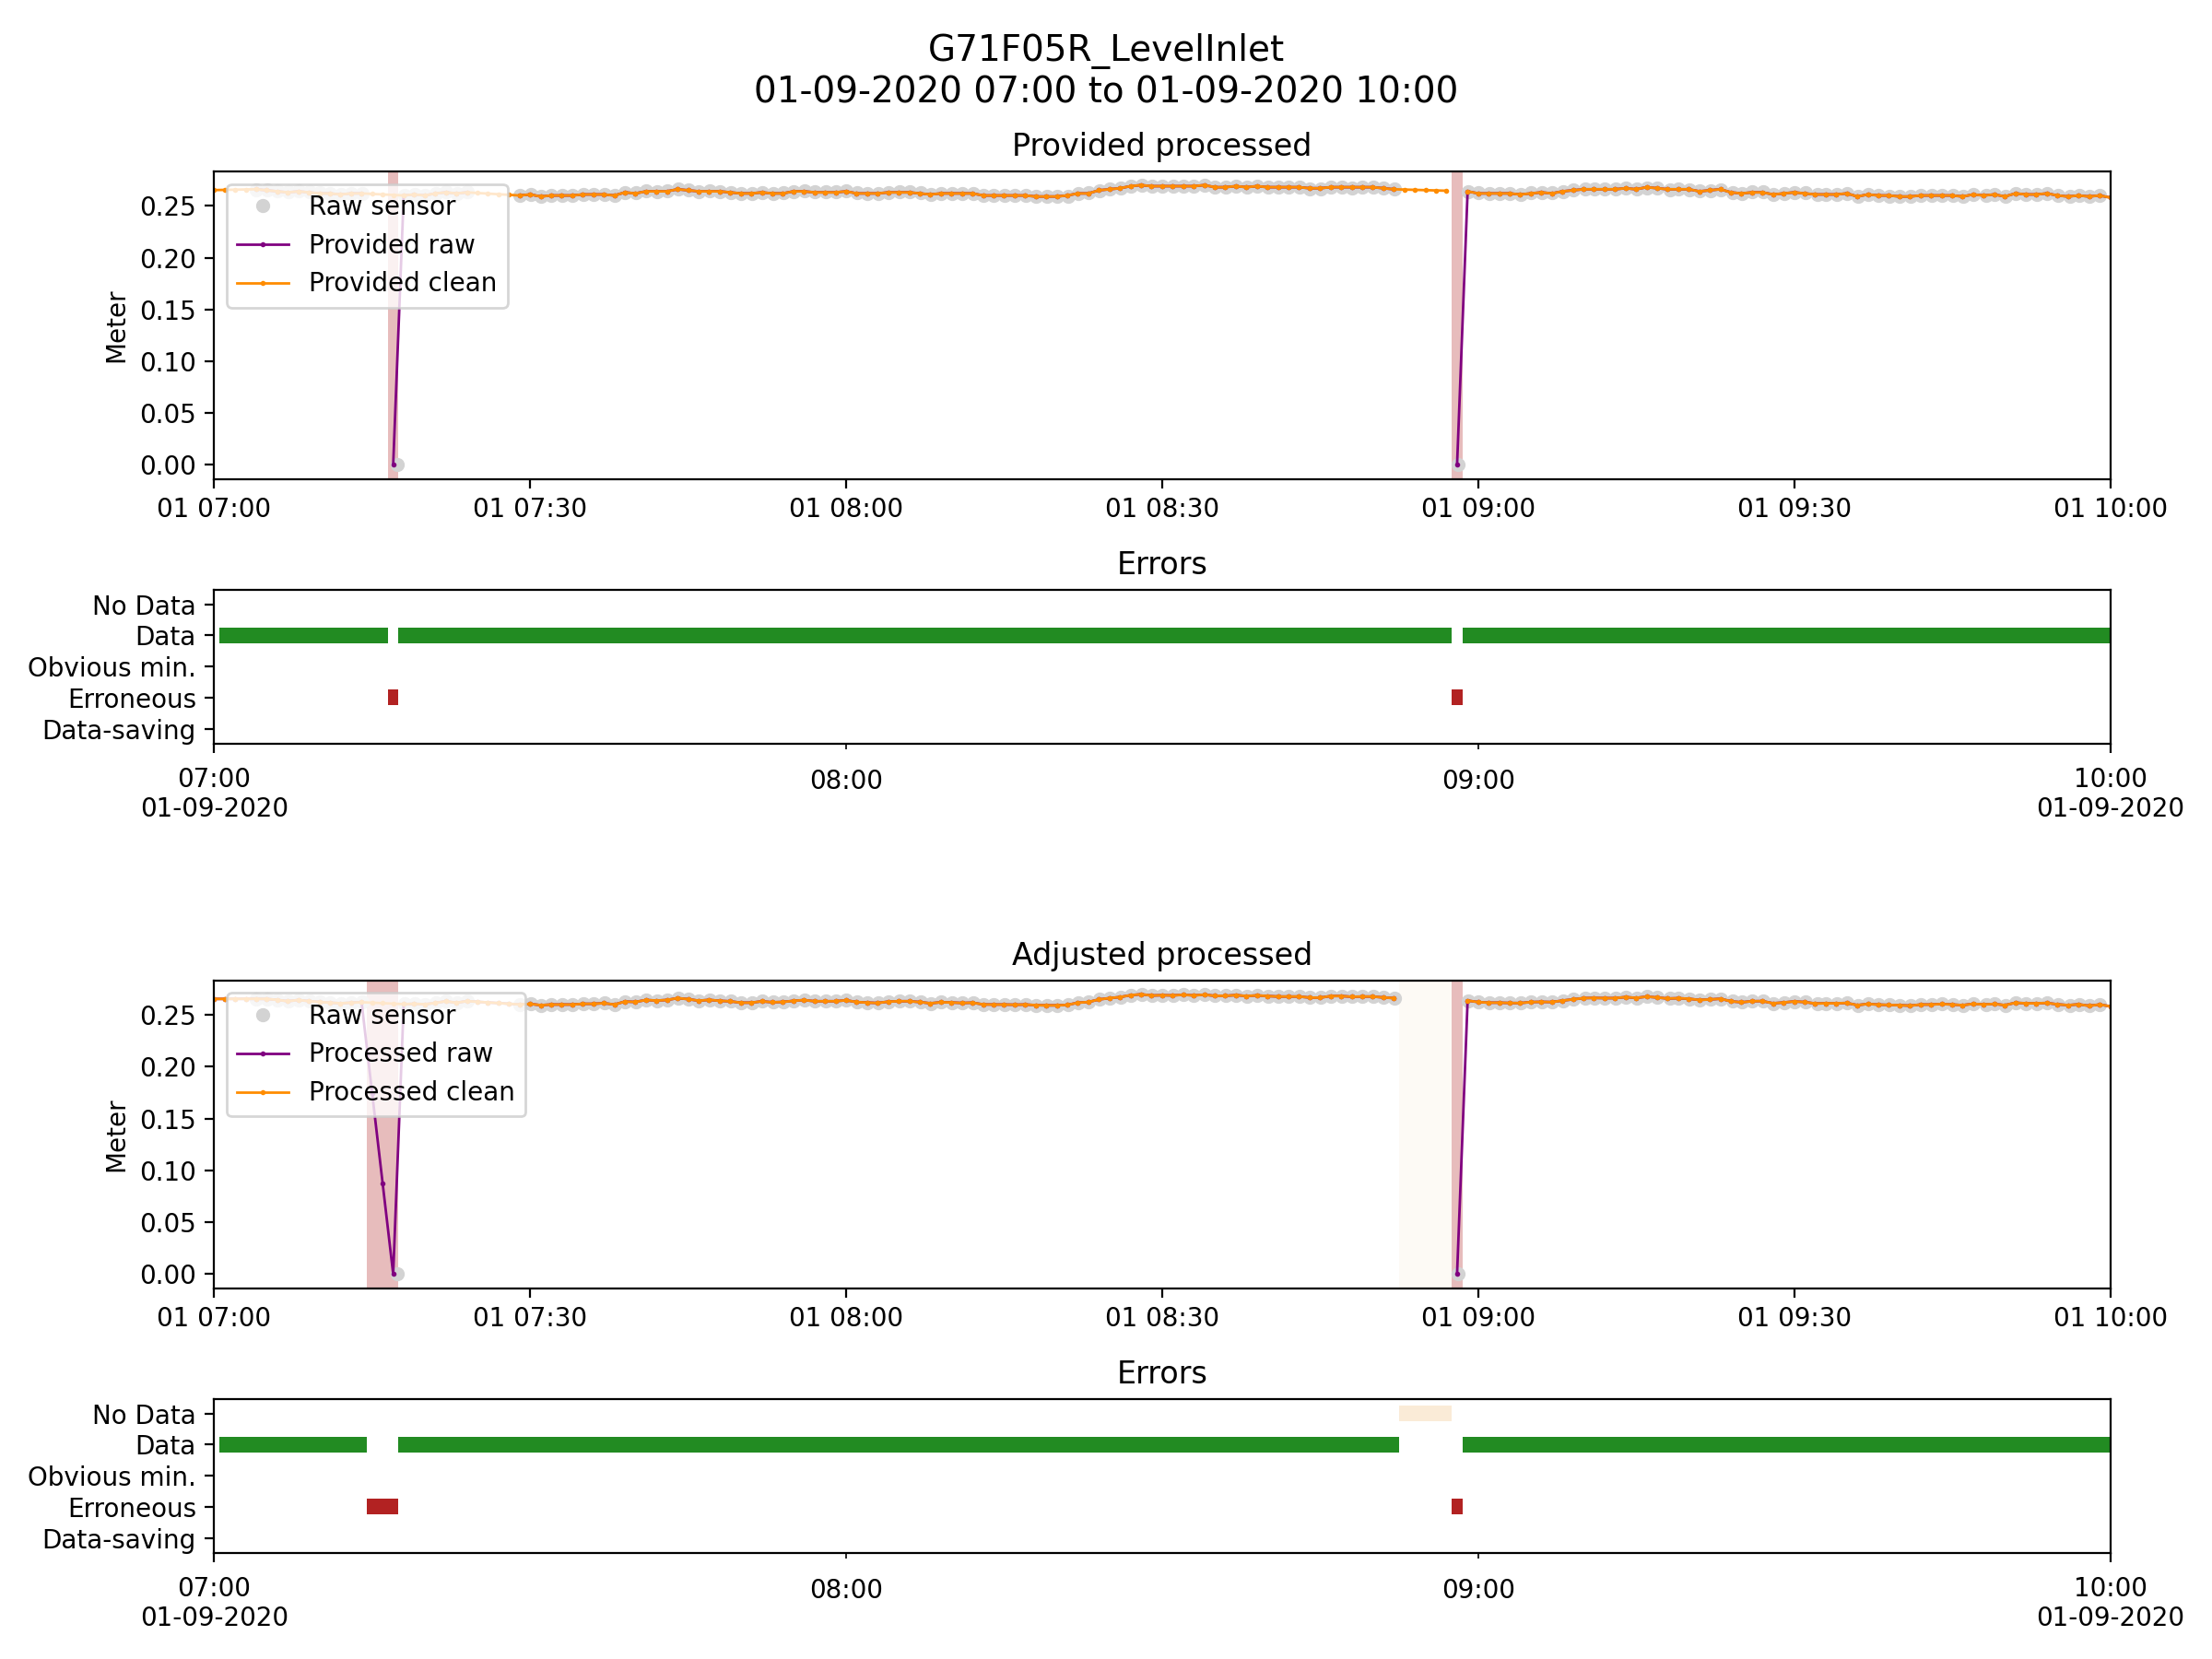 G71F05R_LevelInlet
01-09-2020 07:00 to 01-09-2020 10:00
Provided processed
Meter
0.25
0.20
0.15
0.10
0.05
0.00
Raw sensor
Provided raw
Provided clean
01 07:00 01 07:30 01 08:00 01 08:30 01 09:00 01 09:30 01 10:00
Errors
No Data
Data
Obvious min.
Erroneous
Data-saving
07:00 08:00 09:00 10:00
01-09-2020 01-09-2020
Adjusted processed
Meter
0.25
0.20
0.15
0.10
0.05
0.00
Raw sensor
Processed raw
Processed clean
01 07:00 01 07:30 01 08:00 01 08:30 01 09:00 01 09:30 01 10:00
Errors
No Data
Data
Obvious min.
Erroneous
Data-saving
07:00 08:00 09:00 10:00
01-09-2020 01-09-2020